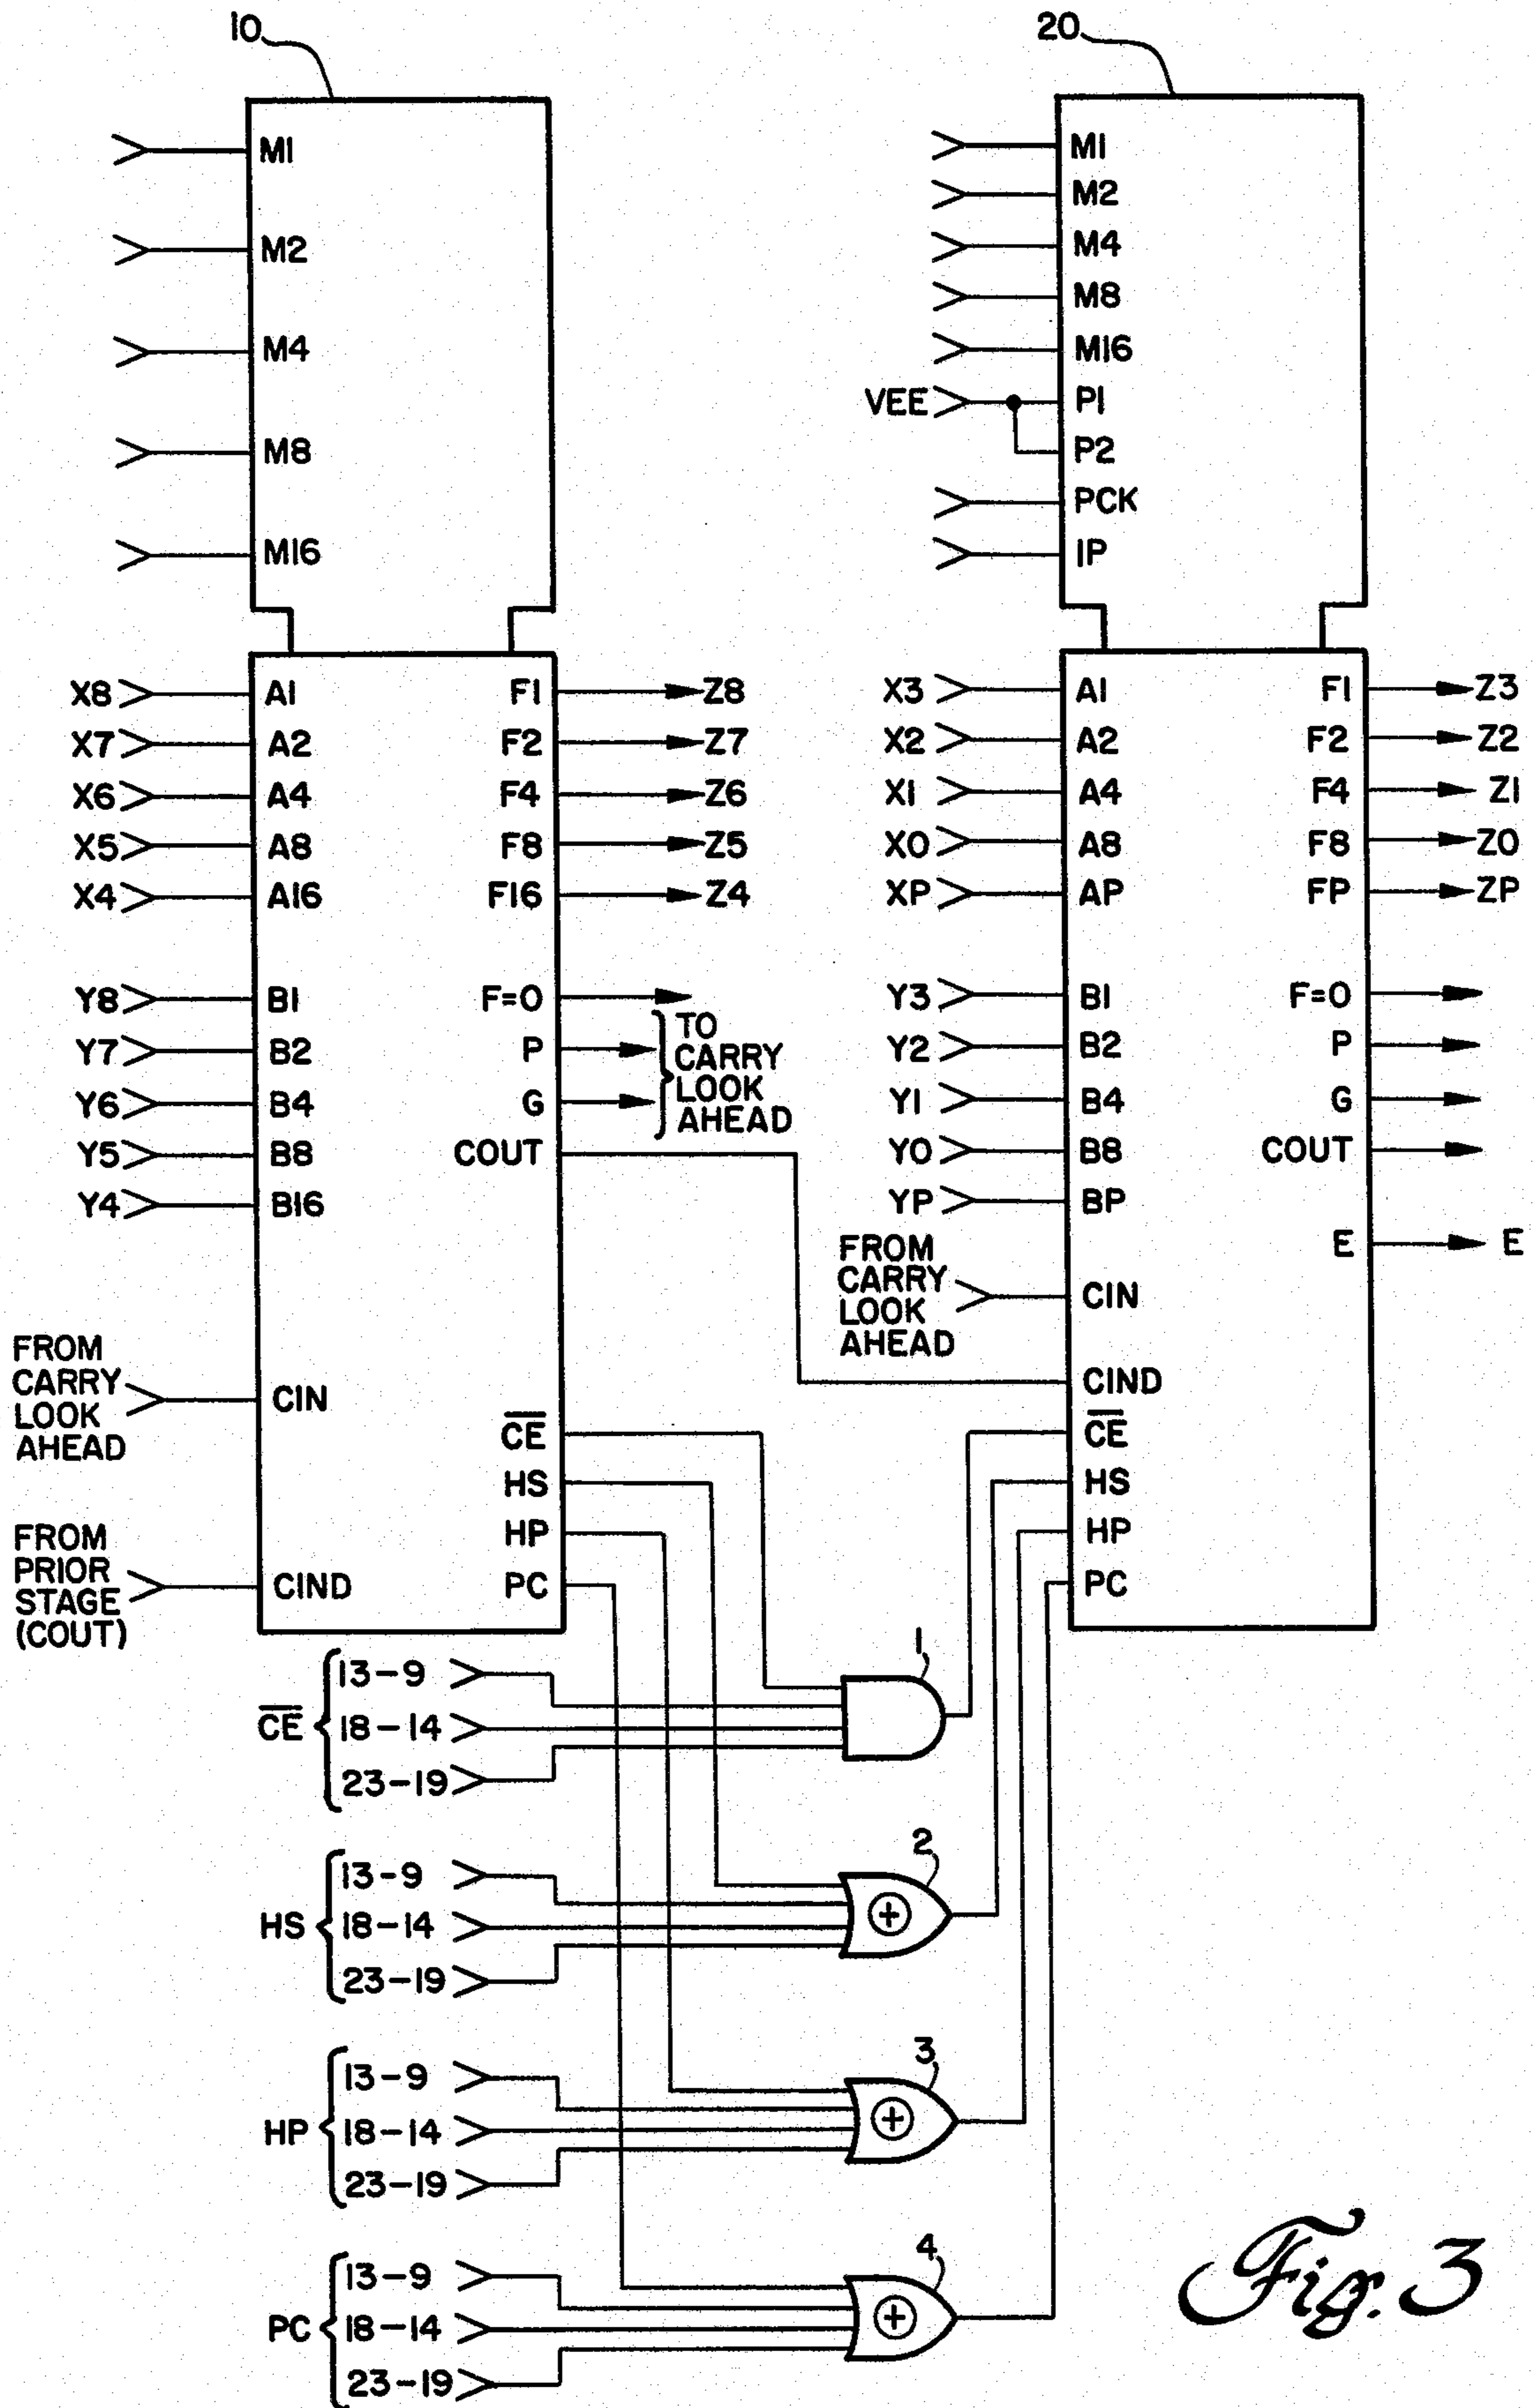 10
20
M1
M2
M4
M8
M16
M1
M2
M4
M8
M16
VEE
P1
P2
PCK
IP
X8
X7
X6
X5
X4
A1
A2
A4
A8
A16
F1
F2
F4
F8
F16
Z8
Z7
Z6
Z5
Z4
Y8
Y7
Y6
Y5
Y4
B1
B2
B4
B8
B16
F=0
P
G
COUT
TO
CARRY
LOOK
AHEAD
FROM
CARRY
LOOK
AHEAD
CIN
FROM
PRIOR
STAGE
(COUT)
CIND
C̅E̅
HS
HP
PC
X3
X2
X1
X0
XP
A1
A2
A4
A8
AP
F1
F2
F4
F8
FP
Z3
Z2
Z1
Z0
ZP
Y3
Y2
Y1
Y0
YP
B1
B2
B4
B8
BP
F=0
P
G
COUT
E
E
FROM
CARRY
LOOK
AHEAD
CIN
CIND
C̅E̅
HS
HP
PC
C̅E̅
13-9
18-14
23-19
1
HS
13-9
18-14
23-19
2
HP
13-9
18-14
23-19
3
PC
13-9
18-14
23-19
4
Fig. 3